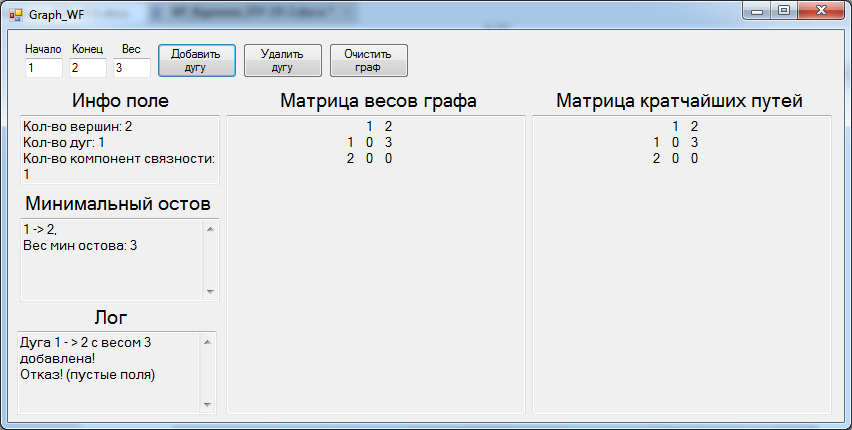 Graph_WF
Начало Конец Вес
1 2 3
Добавить дугу
Удалить дугу
Очистить граф
Инфо поле
Кол-во вершин: 2
Кол-во дуг: 1
Кол-во компонент связности:
1
Минимальный остов
1 -> 2,
Вес мин остова: 3
Лог
Дуга 1 - > 2 с весом 3
добавлена!
Отказ! (пустые поля)
Матрица весов графа
1 2
1 0 3
2 0 0
Матрица кратчайших путей
1 2
1 0 3
2 0 0